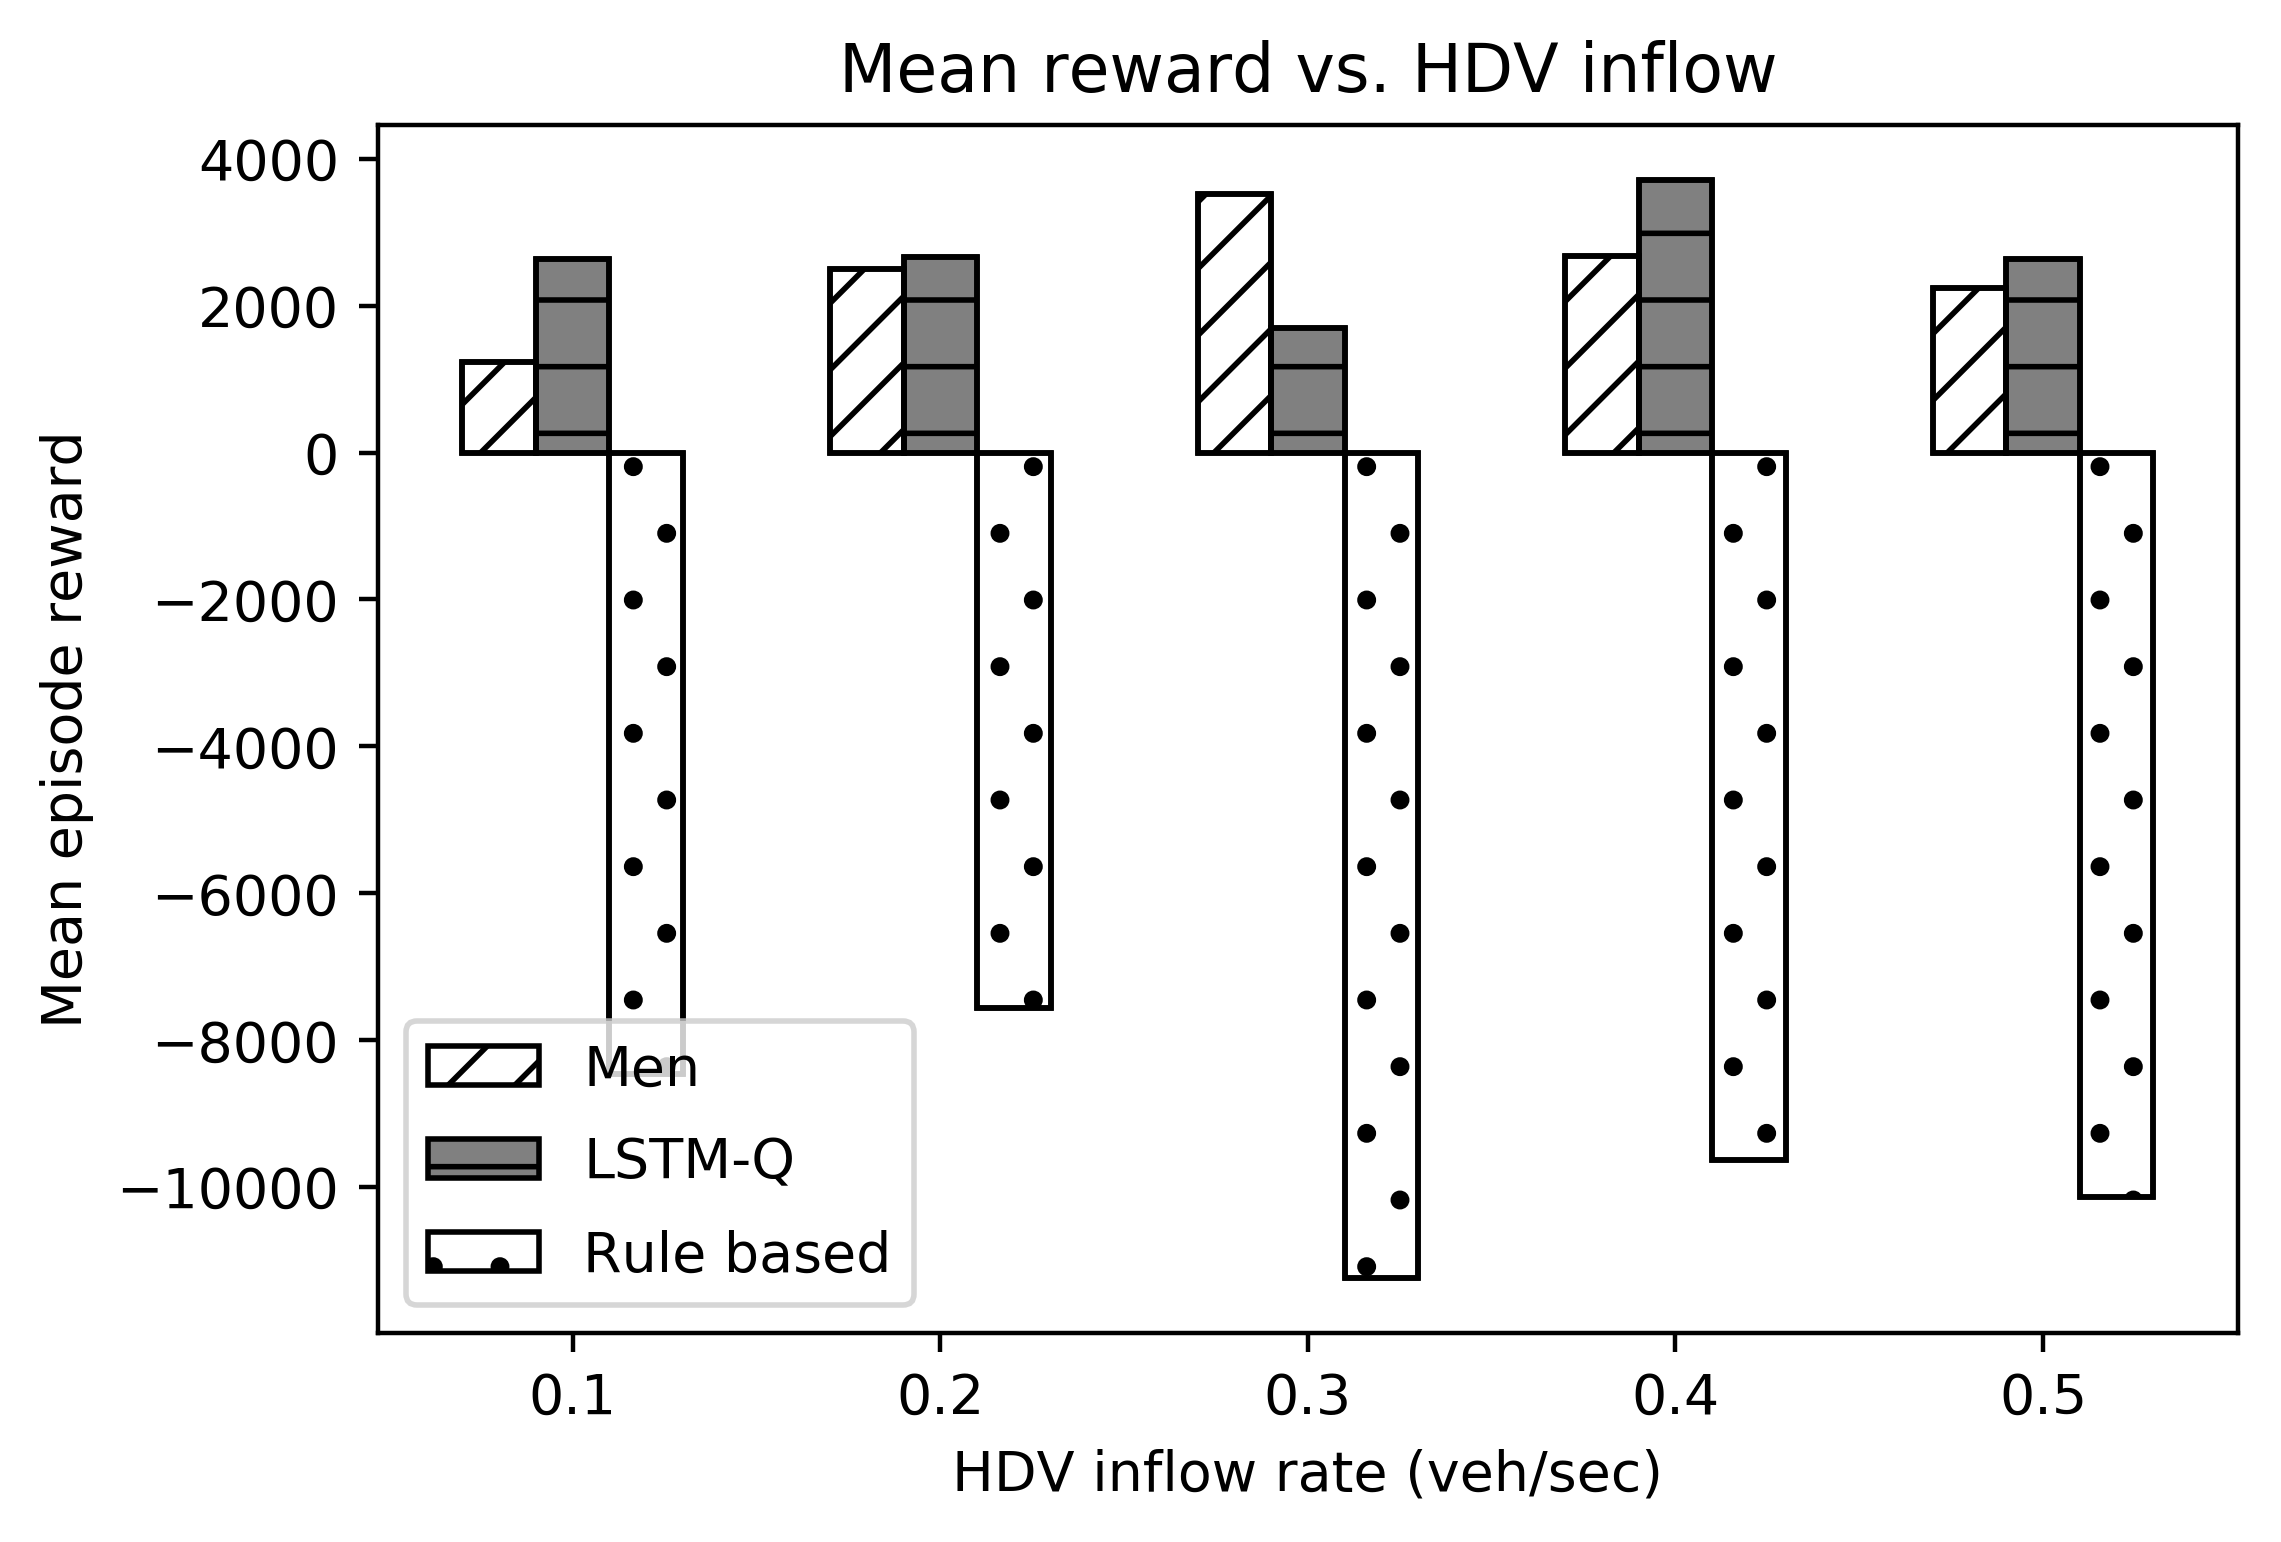 Mean reward vs. HDV inflow
Mean episode reward
4000
2000
0
−2000
−4000
−6000
−8000
−10000
Men
LSTM-Q
Rule based
0.1 0.2 0.3 0.4 0.5
HDV inflow rate (veh/sec)